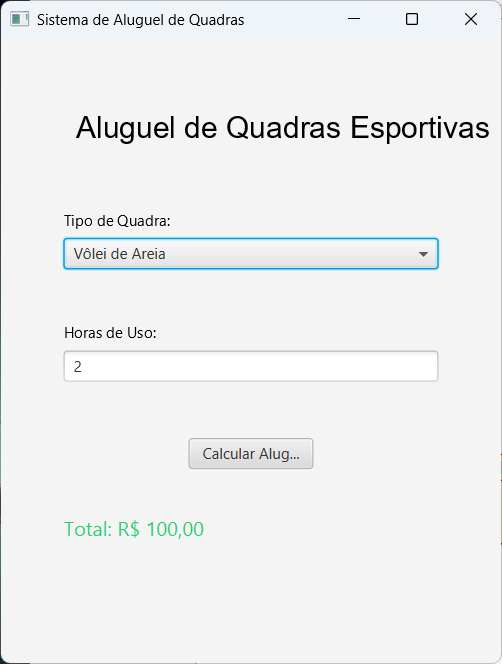 Sistema de Aluguel de Quadras
Aluguel de Quadras Esportivas
Tipo de Quadra:
Vôlei de Areia
Horas de Uso:
2
Calcular Alug...
Total: R$ 100,00